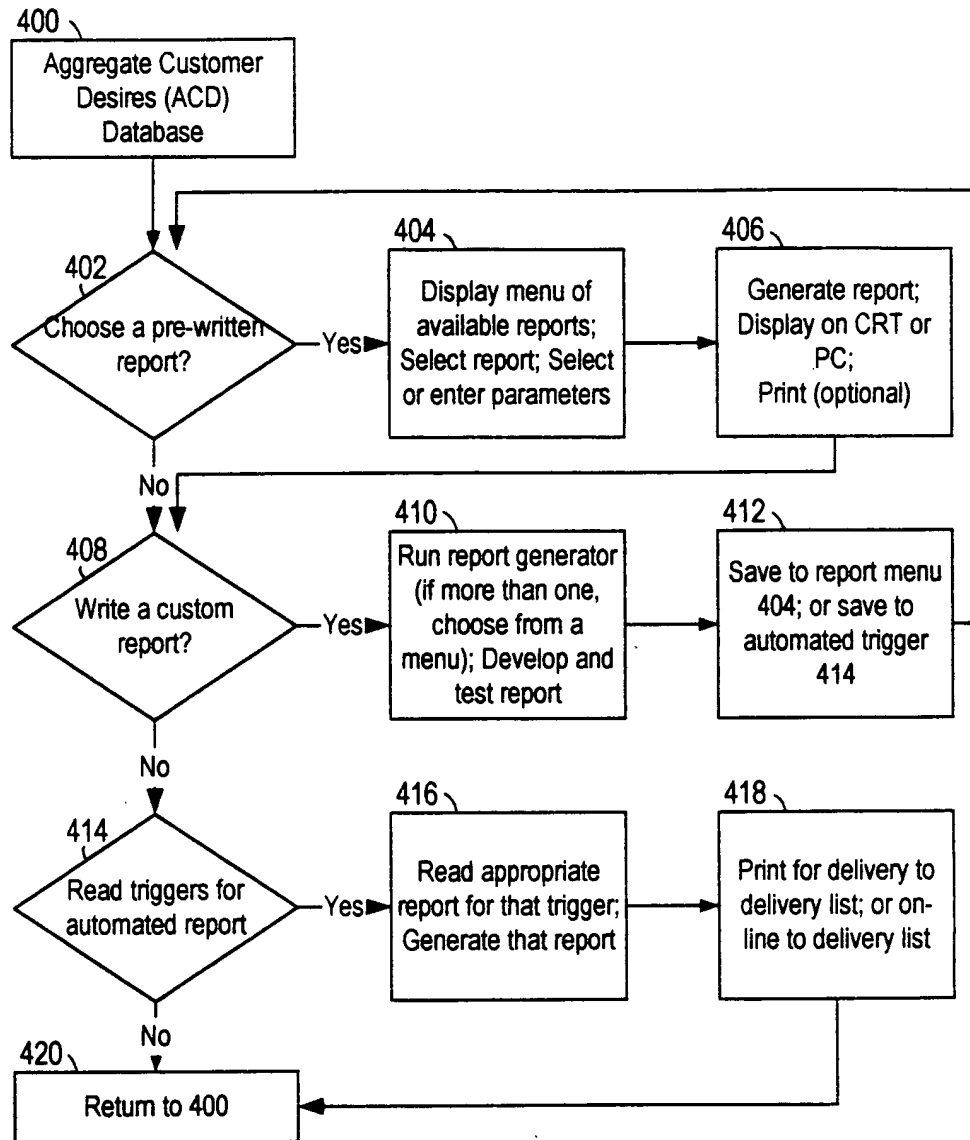 400
Aggregate Customer
Desires (ACD)
Database
402
Choose a pre-written
report?
Yes
404
Display menu of
available reports;
Select report; Select
or enter parameters
406
Generate report;
Display on CRT or
PC;
Print (optional)
No
408
Write a custom
report?
Yes
410
Run report generator
(if more than one,
choose from a
menu); Develop and
test report
412
Save to report menu
404; or save to
automated trigger
414
No
414
Read triggers for
automated report
Yes
416
Read appropriate
report for that trigger;
Generate that report
418
Print for delivery to
delivery list; or on-
line to delivery list
No
420
Return to 400